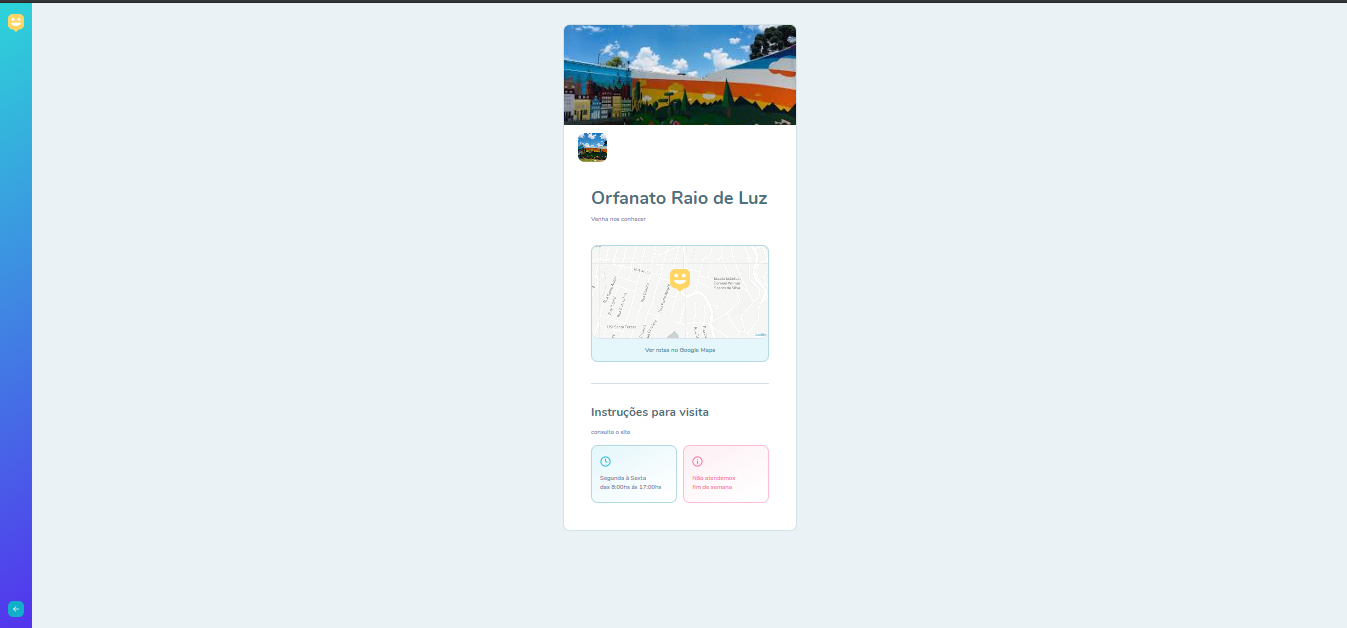 Orfanato Raio de Luz
Venha nos conhecer
Ver rotas no Google Maps
Instruções para visita
consulte o site
Segunda à Sexta
das 8:00hs às 17:00hs
Não atendemos
fim de semana